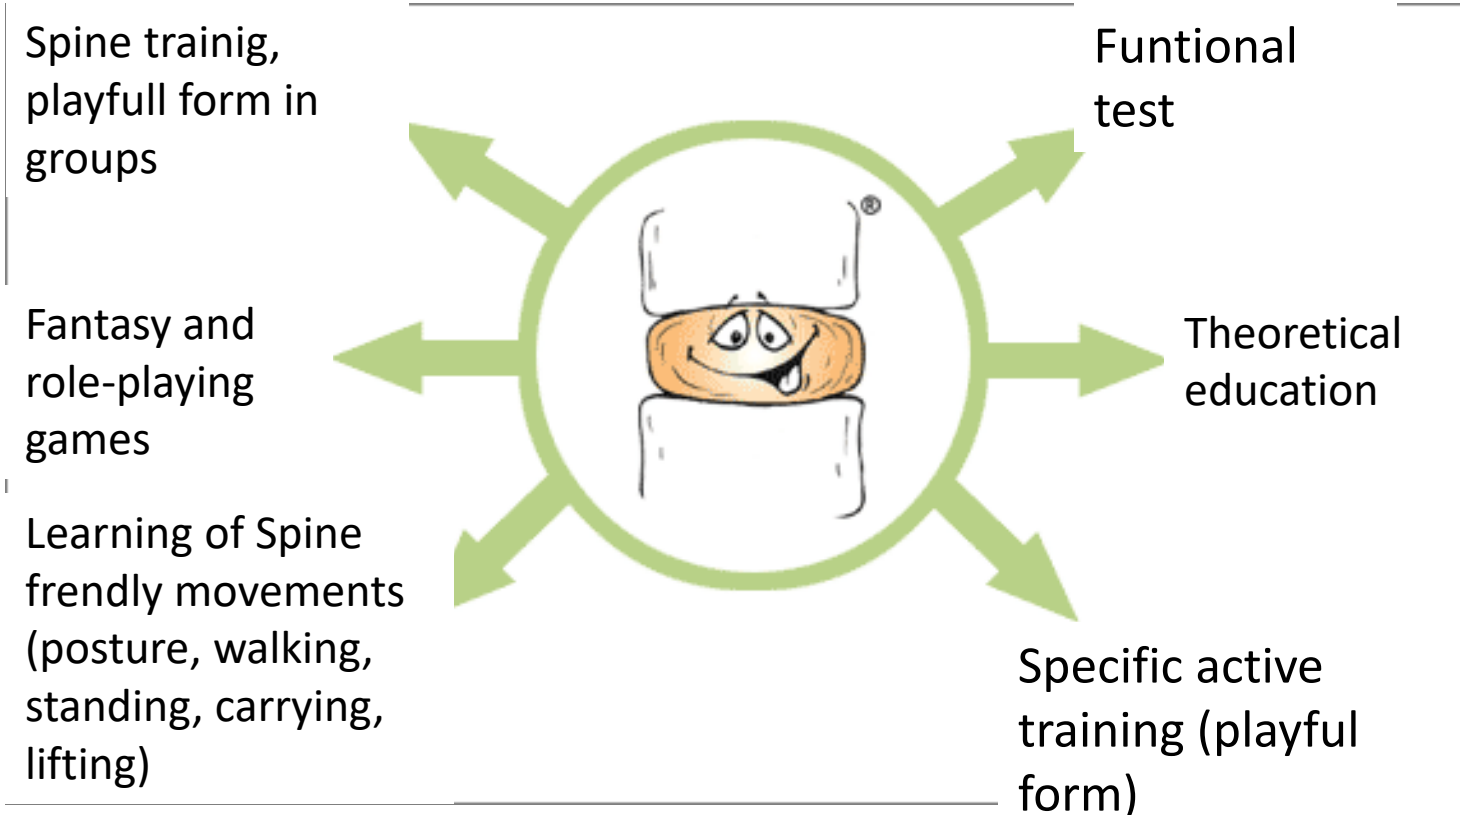 Spine trainig,
playfull form in
groups
Funtional
test
®
Fantasy and
role-playing
games
Theoretical
education
Learning of Spine
frendly movements
(posture, walking,
standing, carrying,
lifting)
Specific active
training (playful
form)